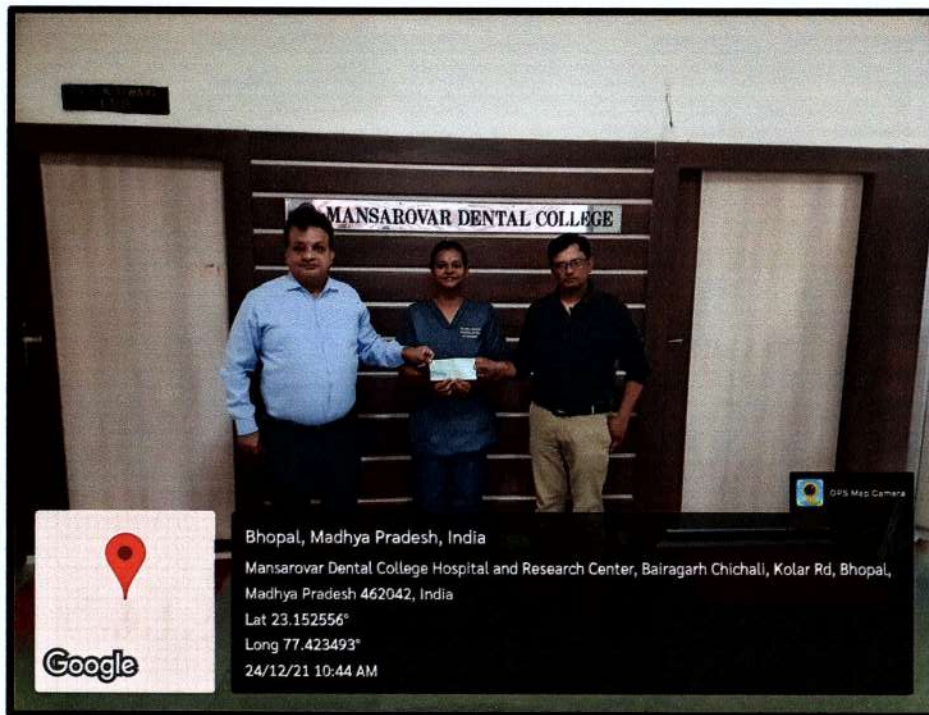 MANSAROVAR DENTAL COLLEGE
GPS Map Camera
Bhopal, Madhya Pradesh, India
Mansarovar Dental College Hospital and Research Center, Bairagarh Chichali, Kolar Rd, Bhopal,
Madhya Pradesh 462042, India
Lat 23.152556°
Long 77.423493°
24/12/21 10:44 AM
Google